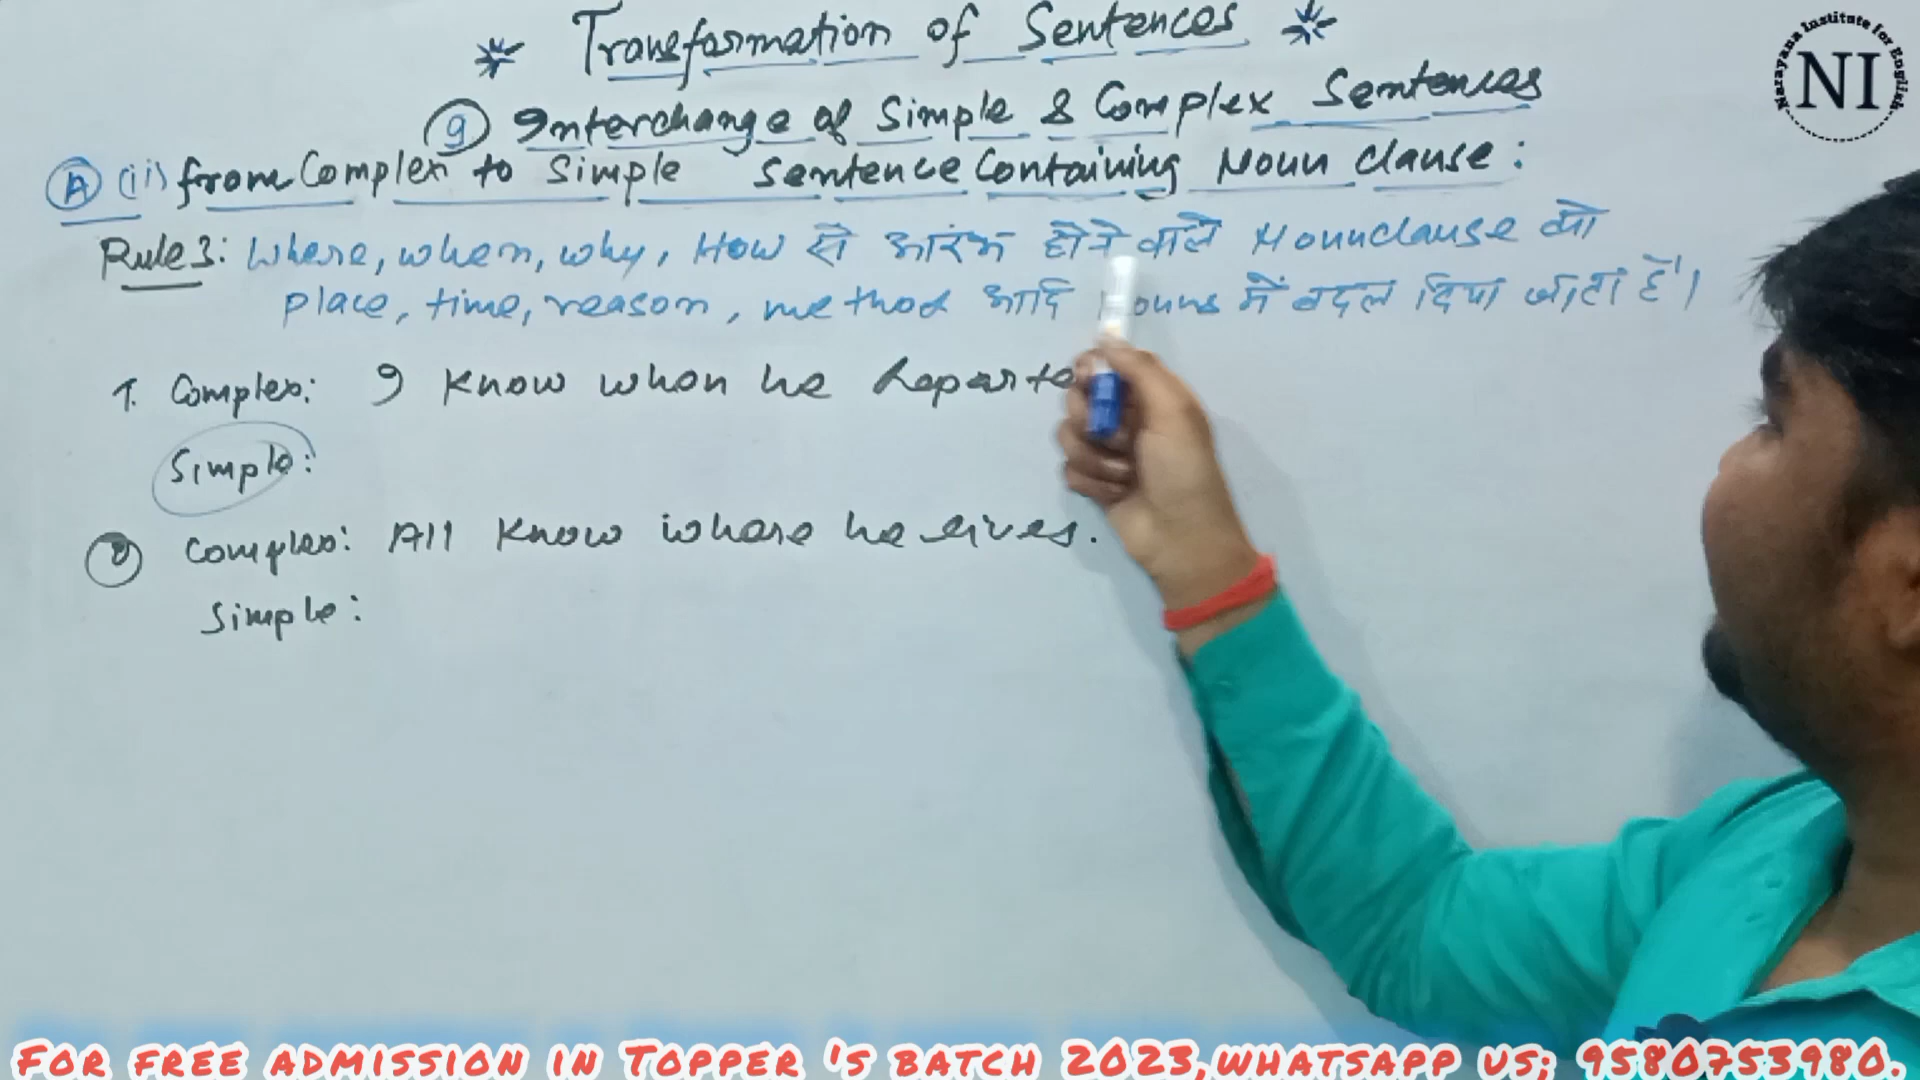 * Transformation of Sentences *
9 Interchange of Simple & Complex Sentences
A (ii) from Complex to Simple Sentence Containing Noun Clause:
Rule 3: Where, when, why, How से आरंभ होने वाले Nounclause को
place, time, reason, method आदि ouns में बदल दिया जाता है।
1. Complex: I know when he departe
Simple:
2 Complex: All know where he lives.
Simple:
Narayana Institute for English
NI
FOR FREE ADMISSION IN TOPPER 'S BATCH 2023,WHATSAPP US; 9580753980.